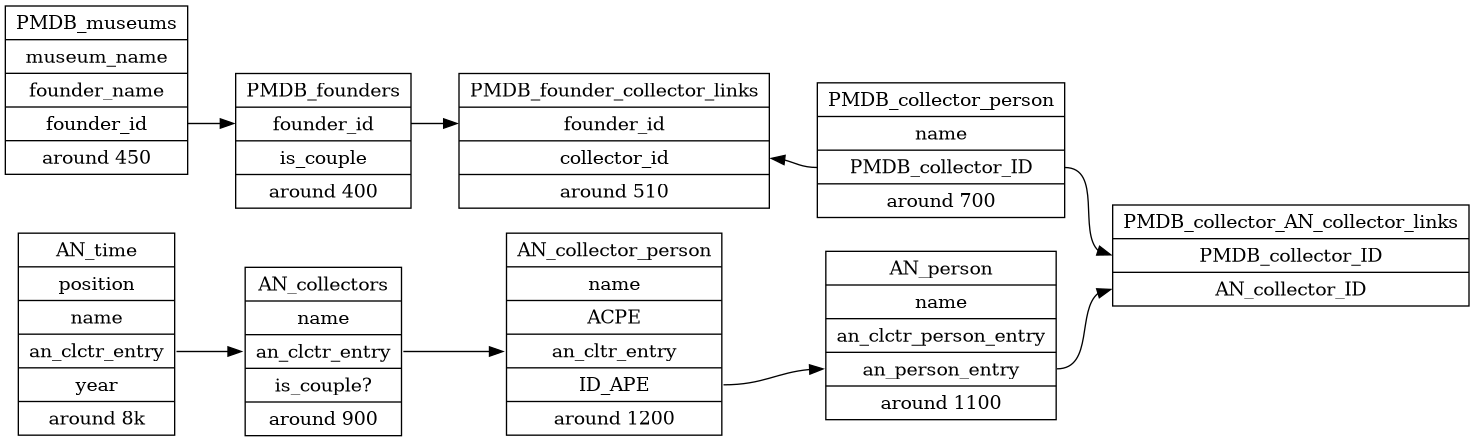 PMDB_museums
museum_name
founder_name
founder_id
around 450
PMDB_founders
founder_id
is_couple
around 400
PMDB_founder_collector_links
founder_id
collector_id
around 510
PMDB_collector_person
name
PMDB_collector_ID
around 700
PMDB_collector_AN_collector_links
PMDB_collector_ID
AN_collector_ID
AN_time
position
name
an_clctr_entry
year
around 8k
AN_collectors
name
an_clctr_entry
is_couple?
around 900
AN_collector_person
name
ACPE
an_cltr_entry
ID_APE
around 1200
AN_person
name
an_clctr_person_entry
an_person_entry
around 1100